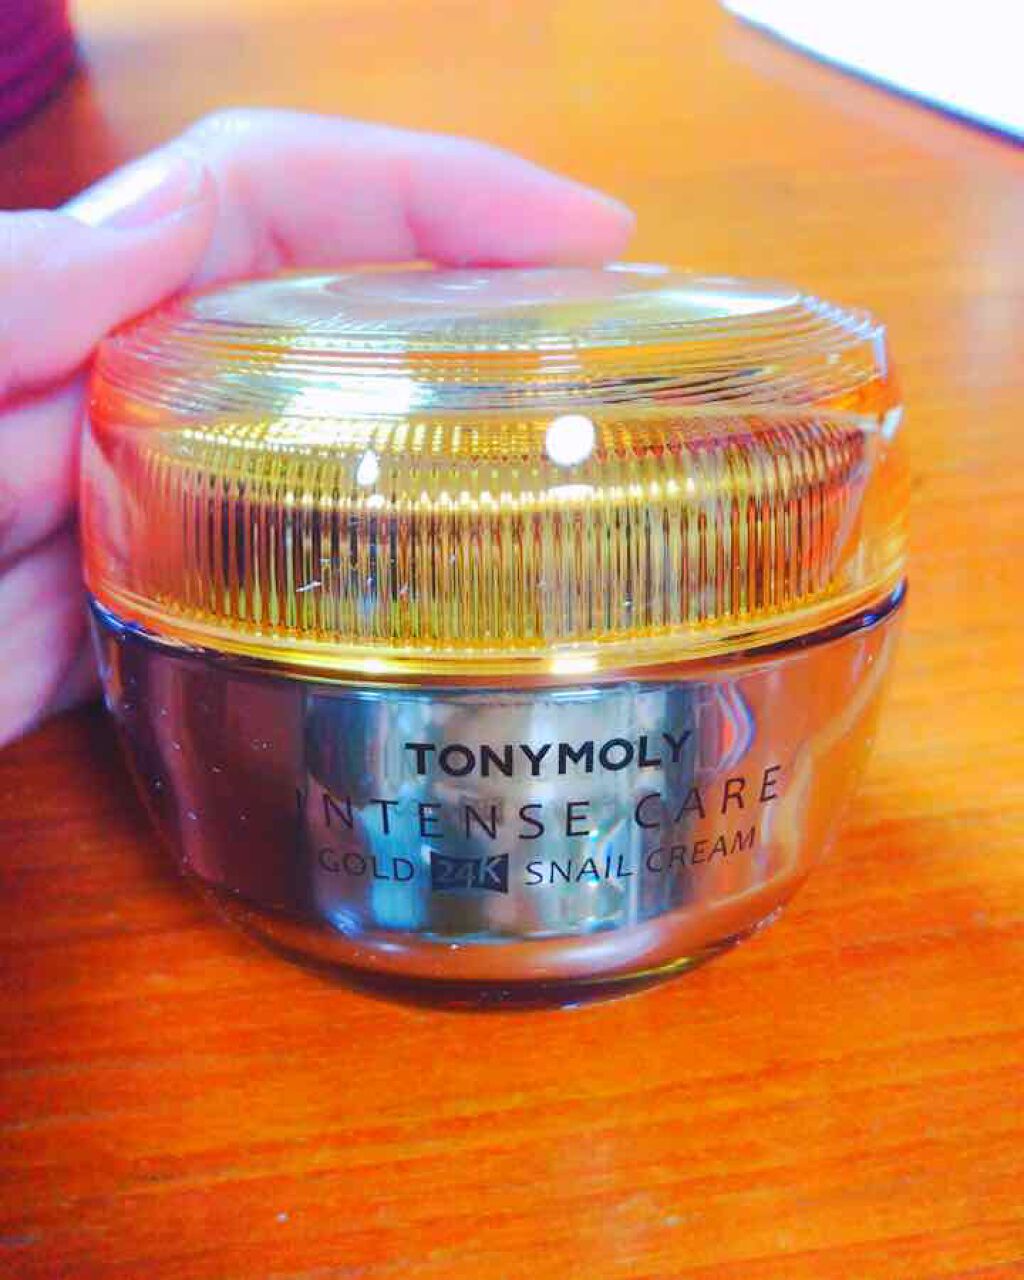 TONYMOLY
INTENSE CARE
GOLD 24K SNAIL CREAM